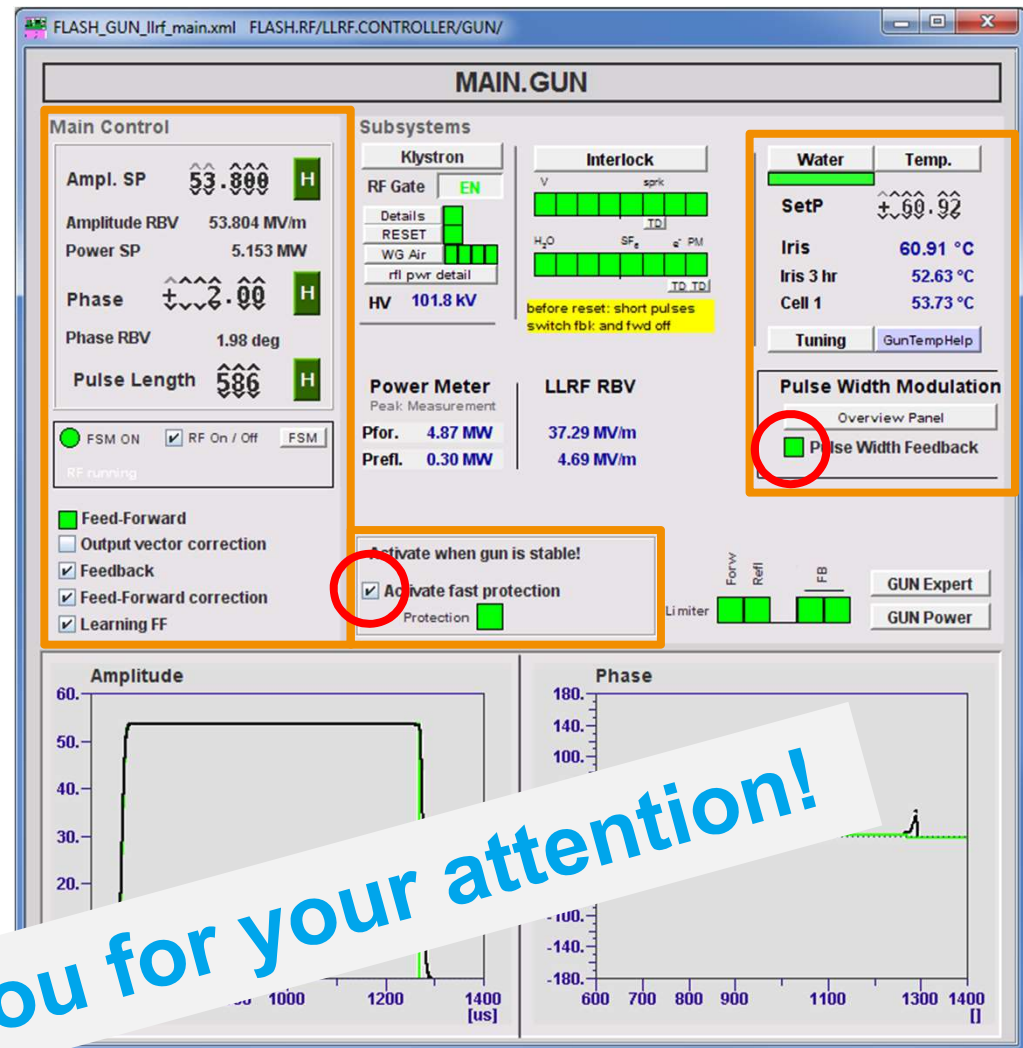 FLASH_GUN_llrf_main.xml FLASH.RF/LLRF.CONTROLLER/GUN/
MAIN.GUN
Main Control
Ampl. SP 53.800 H
Amplitude RBV 53.804 MV/m
Power SP 5.153 MW
Phase ± 2.00 H
Phase RBV 1.98 deg
Pulse Length 586 H
FSM ON RF On / Off FSM
RF running
Feed-Forward
Output vector correction
Feedback
Feed-Forward correction
Learning FF
Subsystems
Klystron
RF Gate EN
Details
RESET
WG Air
rfl pwr detail
HV 101.8 kV
Interlock
V sprk
TD
H2O SF6 e- PM
TD TD
before reset: short pulses
switch fbk and fwd off
Power Meter
Peak Measurement
Pfor. 4.87 MW
Prefl. 0.30 MW
LLRF RBV
37.29 MV/m
4.69 MV/m
Activate when gun is stable!
Activate fast protection
Protection
Water Temp.
SetP ± 60.92
Iris 60.91 °C
Iris 3 hr 52.63 °C
Cell 1 53.73 °C
Tuning GunTempHelp
Pulse Width Modulation
Overview Panel
Pulse Width Feedback
Limiter Forw Refl FB
GUN Expert
GUN Power
Amplitude
60.
50.
40.
30.
20.
1000 1200 1400
[us]
Phase
180.
140.
100.
-100.
-140.
-180.
600 700 800 900 1100 1300 1400
[]
ou for your attention!